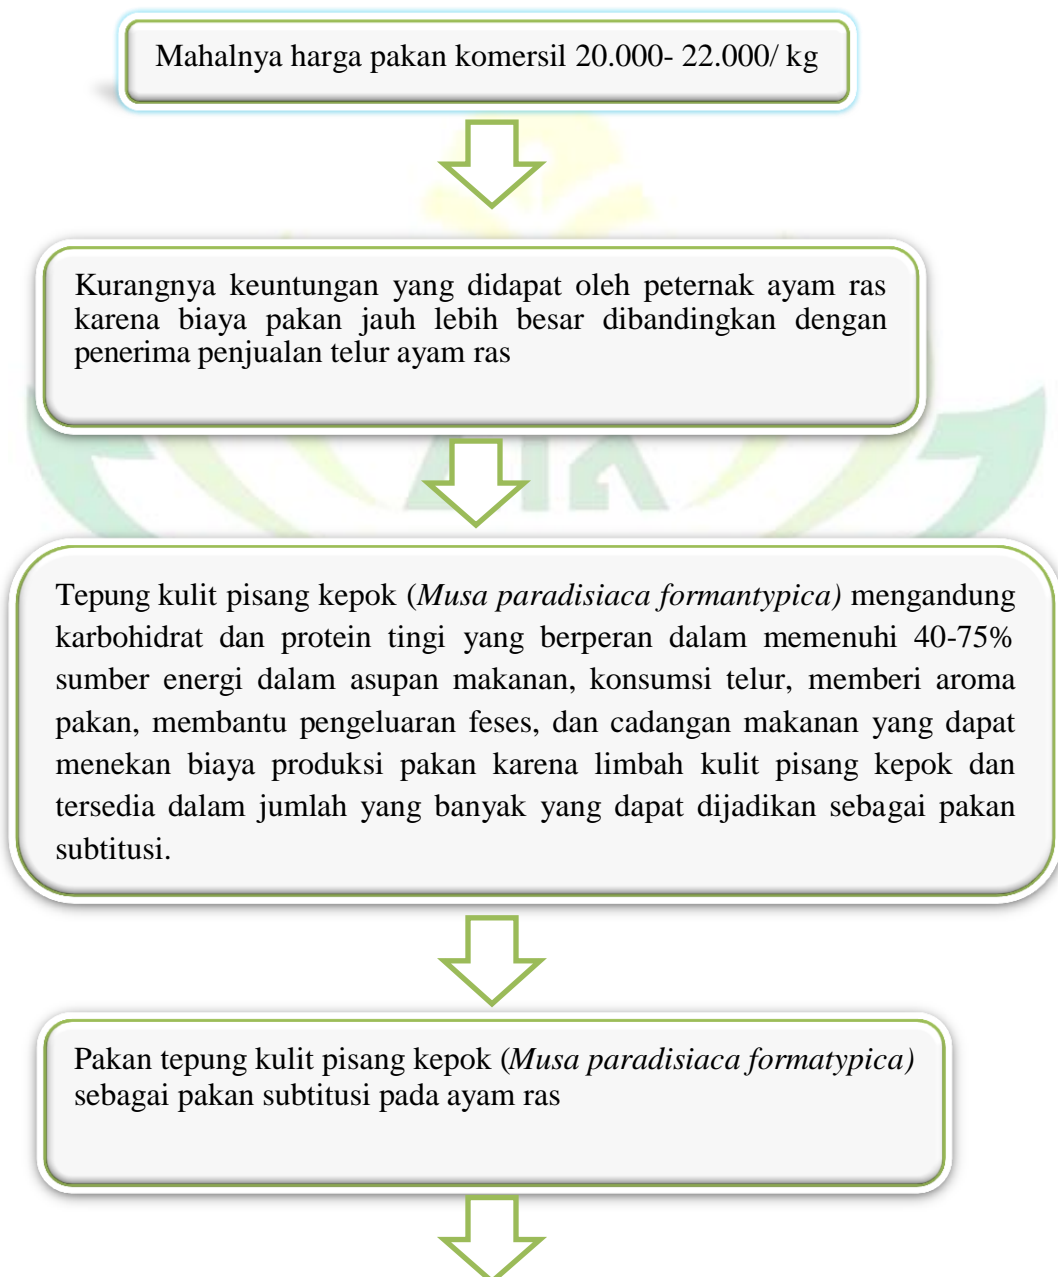 Mahalnya harga pakan komersil 20.000- 22.000/ kg
Kurangnya keuntungan yang didapat oleh peternak ayam ras
karena biaya pakan jauh lebih besar dibandingkan dengan
penerima penjualan telur ayam ras
Tepung kulit pisang kepok (Musa paradisiaca formantypica) mengandung
karbohidrat dan protein tingi yang berperan dalam memenuhi 40-75%
sumber energi dalam asupan makanan, konsumsi telur, memberi aroma
pakan, membantu pengeluaran feses, dan cadangan makanan yang dapat
menekan biaya produksi pakan karena limbah kulit pisang kepok dan
tersedia dalam jumlah yang banyak yang dapat dijadikan sebagai pakan
subtitusi.
Pakan tepung kulit pisang kepok (Musa paradisiaca formatypica)
sebagai pakan subtitusi pada ayam ras